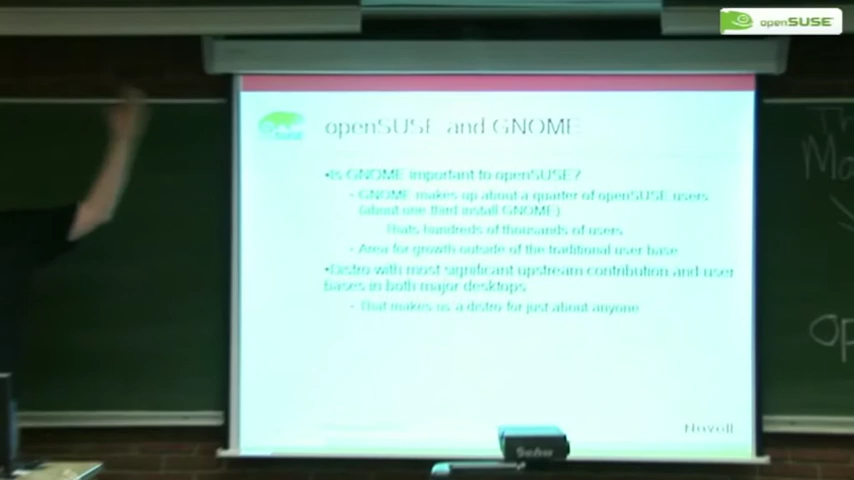 openSUSE
openSUSE and GNOME
•Is GNOME important to openSUSE?
- GNOME makes up about a quarter of openSUSE users
(about one third install GNOME)
Thats hundreds of thousands of users
- Area for growth outside of the traditional user base
•Distro with most significant upstream contribution and user
bases in both major desktops
- That makes us a distro for just about anyone
Novell